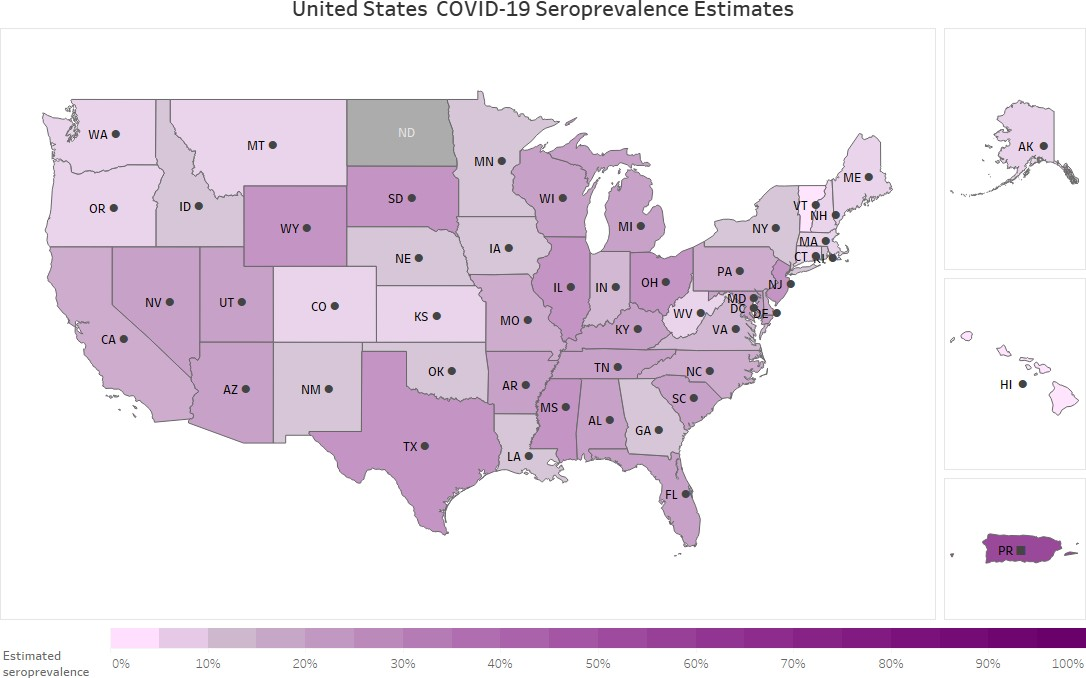 United States COVID-19 Seroprevalence Estimates
WA
MT
ND
MN
ME
AK
OR
ID
SD
WI
MI
VT
NH
WY
NY
MA
NE
IA
CT
RI
NV
UT
CO
KS
IL
IN
OH
PA
NJ
MD
DC
DE
WV
VA
CA
MO
KY
AZ
NM
OK
AR
TN
NC
SC
HI
MS
AL
GA
TX
LA
FL
PR
Estimated
seroprevalence
0% 10% 20% 30% 40% 50% 60% 70% 80% 90% 100%